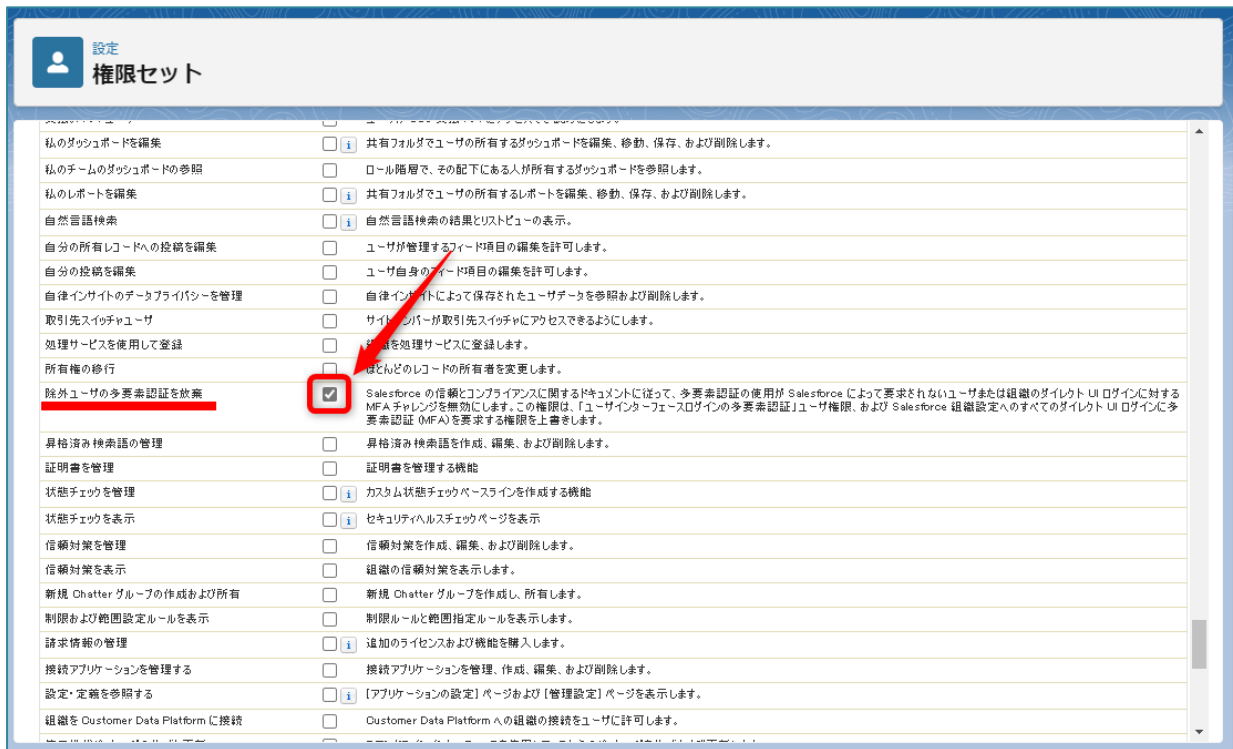 設定
権限セット
私のダッシュボードを編集 共有フォルダでユーザの所有するダッシュボードを編集、移動、保存、および削除します。
私のチームのダッシュボードの参照 ロール階層で、その配下にある人が所有するダッシュボードを参照します。
私のレポートを編集 共有フォルダでユーザの所有するレポートを編集、移動、保存、および削除します。
自然言語検索 自然言語検索の結果とリストビューの表示。
自分の所有レコードへの投稿を編集 ユーザが管理するフィード項目の編集を許可します。
自分の投稿を編集 ユーザ自身のフィード項目の編集を許可します。
自律インサイトのデータプライバシーを管理 自律インサイトによって保存されたユーザデータを参照および削除します。
取引先スイッチャユーザ サイトメンバーが取引先スイッチャにアクセスできるようにします。
処理サービスを使用して登録 組織を処理サービスに登録します。
所有権の移行 ほとんどのレコードの所有者を変更します。
除外ユーザの多要素認証を放棄 Salesforce の信頼とコンプライアンスに関するドキュメントに従って、多要素認証の使用が Salesforce によって要求されないユーザまたは組織のダイレクト UI ログインに対する
MFA チャレンジを無効にします。この権限は、「ユーザインターフェースログインの多要素認証」ユーザ権限、および Salesforce 組織設定へのすべてのダイレクト UI ログインに多
要素認証 (MFA)を要求する権限を上書きします。
昇格済み検索語の管理 昇格済み検索語を作成、編集、および削除します。
証明書を管理 証明書を管理する機能
状態チェックを管理 カスタム状態チェックベースラインを作成する機能
状態チェックを表示 セキュリティヘルスチェックページを表示
信頼対策を管理 信頼対策を作成、編集、および削除します。
信頼対策を表示 組織の信頼対策を表示します。
新規 Chatter グループの作成および所有 新規 Chatter グループを作成し、所有します。
制限および範囲設定ルールを表示 制限ルールと範囲指定ルールを表示します。
請求情報の管理 追加のライセンスおよび機能を購入します。
接続アプリケーションを管理する 接続アプリケーションを管理、作成、編集、および削除します。
設定・定義を参照する [アプリケーションの設定] ページおよび [管理設定] ページを表示します。
組織を Customer Data Platform に接続 Customer Data Platform への組織の接続をユーザに許可します。